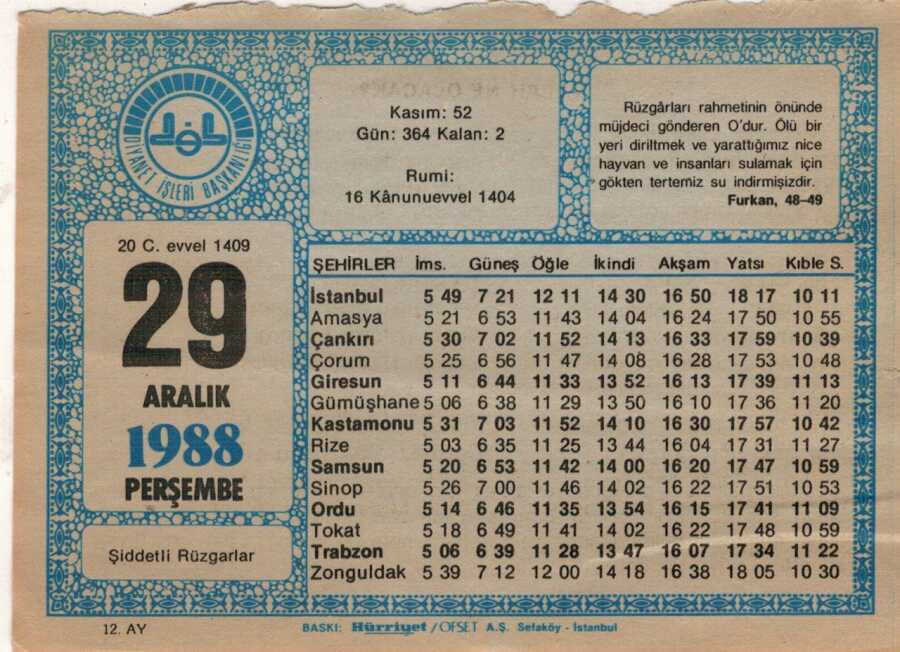 DİYANET İŞLERİ BAŞKANLIĞI
Kasım: 52
Gün: 364 Kalan: 2
Rumi:
16 Kânunuevvel 1404
Rüzgârları rahmetinin önünde
müjdeci gönderen O'dur. Ölü bir
yeri diriltmek ve yarattığımız nice
hayvan ve insanları sulamak için
gökten tertemiz su indirmişizdir.
Furkan, 48–49
20 C. evvel 1409
29
ARALIK
1988
PERŞEMBE
Şiddetli Rüzgarlar
ŞEHİRLER İms. Güneş Öğle İkindi Akşam Yatsı Kıble S.
İstanbul 5 49 7 21 12 11 14 30 16 50 18 17 10 11
Amasya 5 21 6 53 11 43 14 04 16 24 17 50 10 55
Çankırı 5 30 7 02 11 52 14 13 16 33 17 59 10 39
Çorum 5 25 6 56 11 47 14 08 16 28 17 53 10 48
Giresun 5 11 6 44 11 33 13 52 16 13 17 39 11 13
Gümüşhane 5 06 6 38 11 29 13 50 16 10 17 36 11 20
Kastamonu 5 31 7 03 11 52 14 10 16 30 17 57 10 42
Rize 5 03 6 35 11 25 13 44 16 04 17 31 11 27
Samsun 5 20 6 53 11 42 14 00 16 20 17 47 10 59
Sinop 5 26 7 00 11 46 14 02 16 22 17 51 10 53
Ordu 5 14 6 46 11 35 13 54 16 15 17 41 11 09
Tokat 5 18 6 49 11 41 14 02 16 22 17 48 10 59
Trabzon 5 06 6 39 11 28 13 47 16 07 17 34 11 22
Zonguldak 5 39 7 12 12 00 14 18 16 38 18 05 10 30
12. AY
BASKI: Hürriyet / OFSET A.Ş. Sefaköy - İstanbul